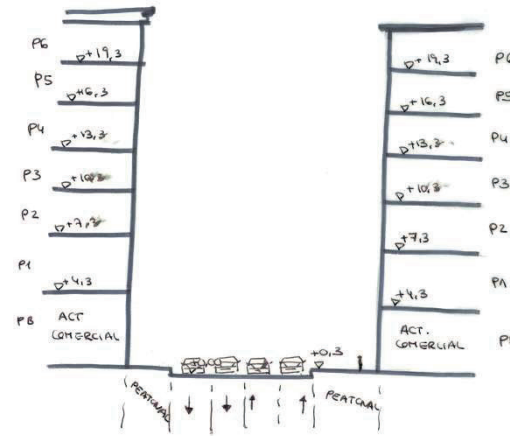 P6
+19,3
P5
+16,3
P4
+13,3
P3
+10,3
P2
+7,3
P1
+4,3
PB
ACT
COMERCIAL
PEATONAL
+19,3
P6
+16,3
P5
+13,3
P4
+10,3
P3
+7,3
P2
+4,3
P1
ACT.
COMERCIAL
+0,3
PEATONAL